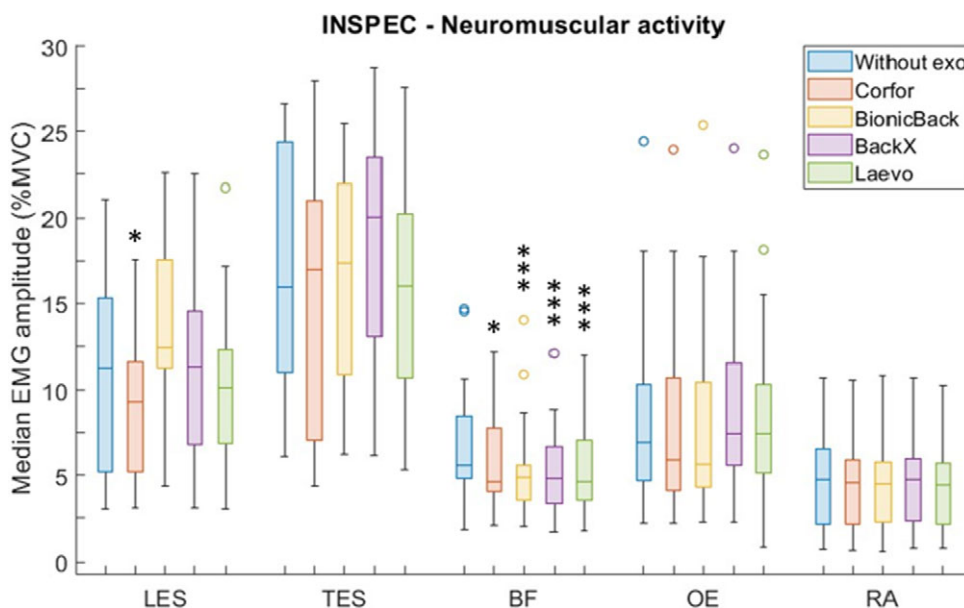 INSPEC - Neuromuscular activity
Median EMG amplitude (%MVC)
30
25
20
15
10
5
0
Without exo
Corfor
BionicBack
BackX
Laevo
*
*
***
***
***
LES
TES
BF
OE
RA